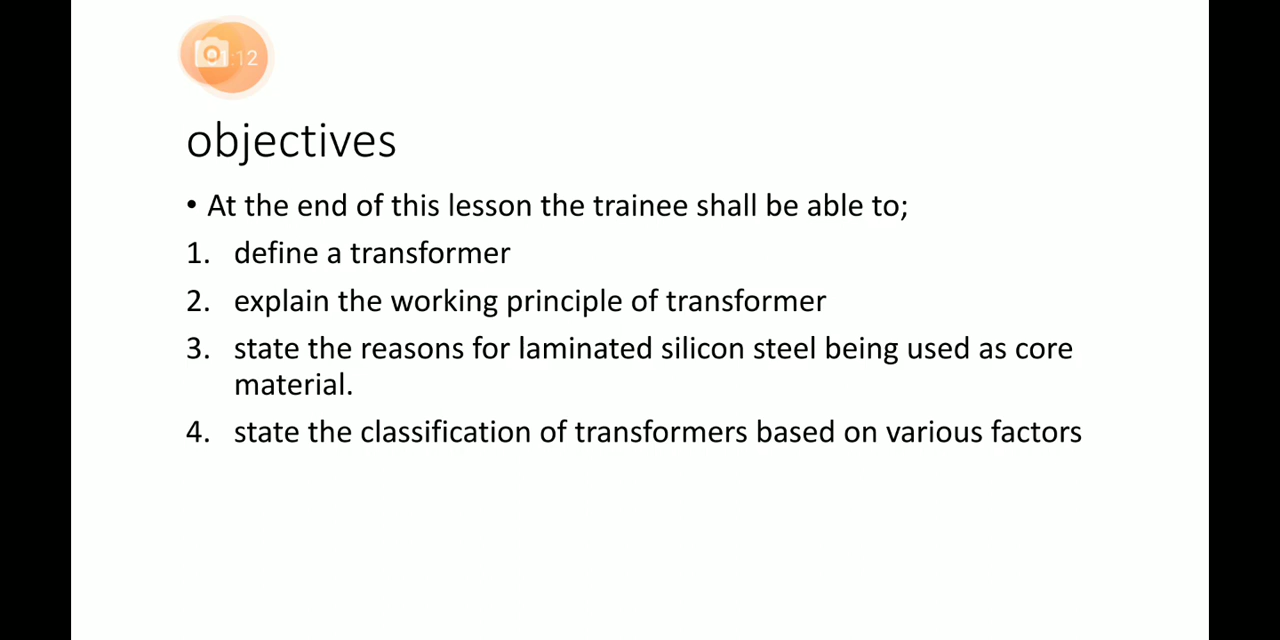 :12
objectives
• At the end of this lesson the trainee shall be able to;
1. define a transformer
2. explain the working principle of transformer
3. state the reasons for laminated silicon steel being used as core
material.
4. state the classification of transformers based on various factors